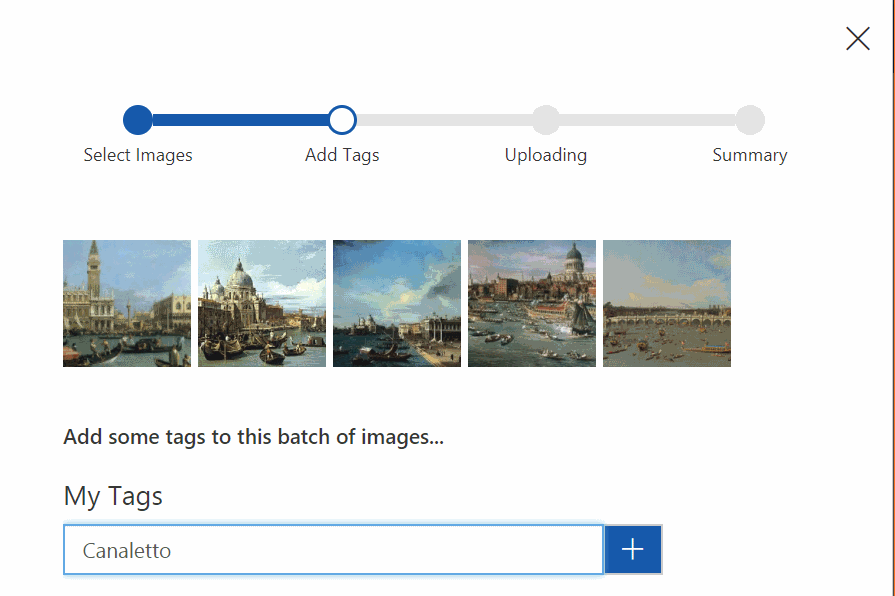 Select Images Add Tags Uploading Summary
Add some tags to this batch of images...
My Tags
Canaletto